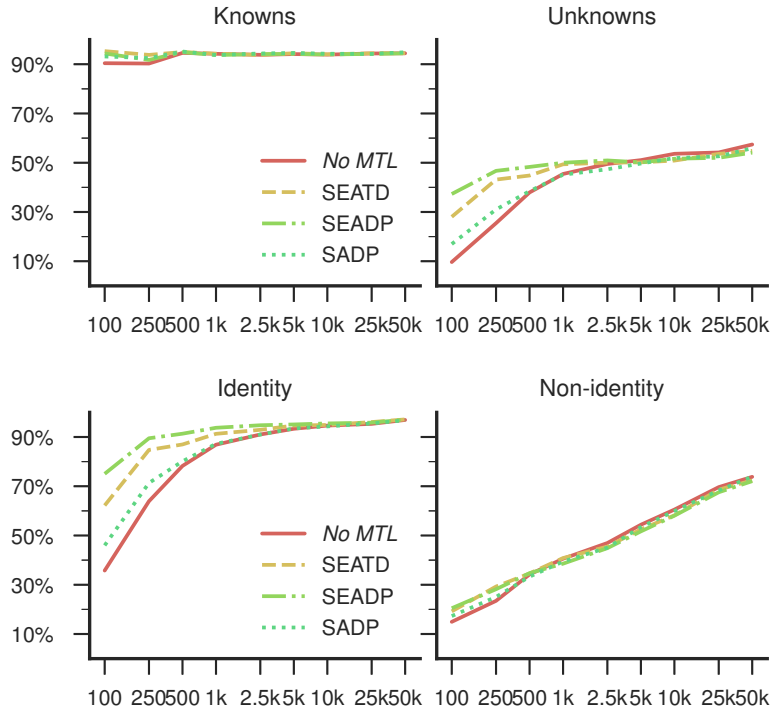 Knowns
Unknowns
90%
70%
50%
30%
10%
No MTL
SEATD
SEADP
SADP
100 250 500 1k 2.5k 5k 10k 25k 50k
100 250 500 1k 2.5k 5k 10k 25k 50k
Identity
Non-identity
90%
70%
50%
30%
10%
No MTL
SEATD
SEADP
SADP
100 250 500 1k 2.5k 5k 10k 25k 50k
100 250 500 1k 2.5k 5k 10k 25k 50k